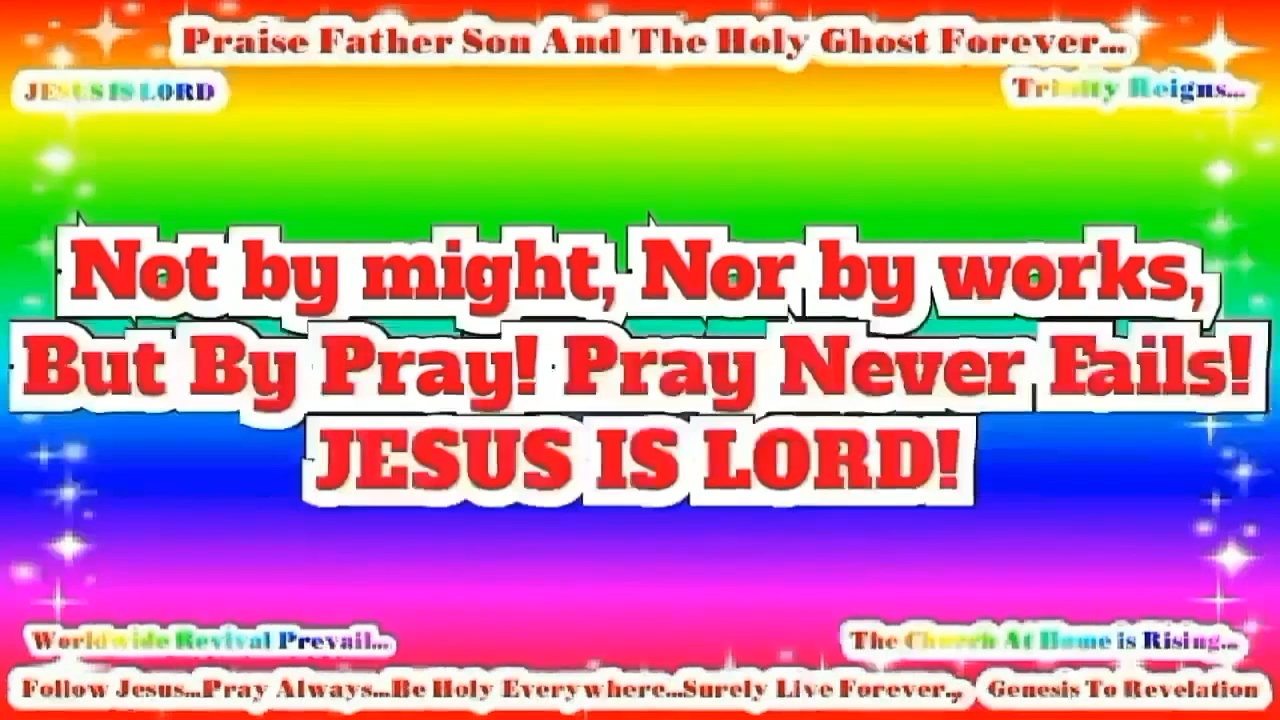 Praise Father Son And The Holy Ghost Forever...
JESUS IS LORD
Trinity Reigns...
Not by might, Nor by works,
But By Pray! Pray Never Fails!
JESUS IS LORD!
Worldwide Revival Prevail...
The Church At Home is Rising...
Follow Jesus...Pray Always...Be Holy Everywhere...Surely Live Forever..,
Genesis To Revelation